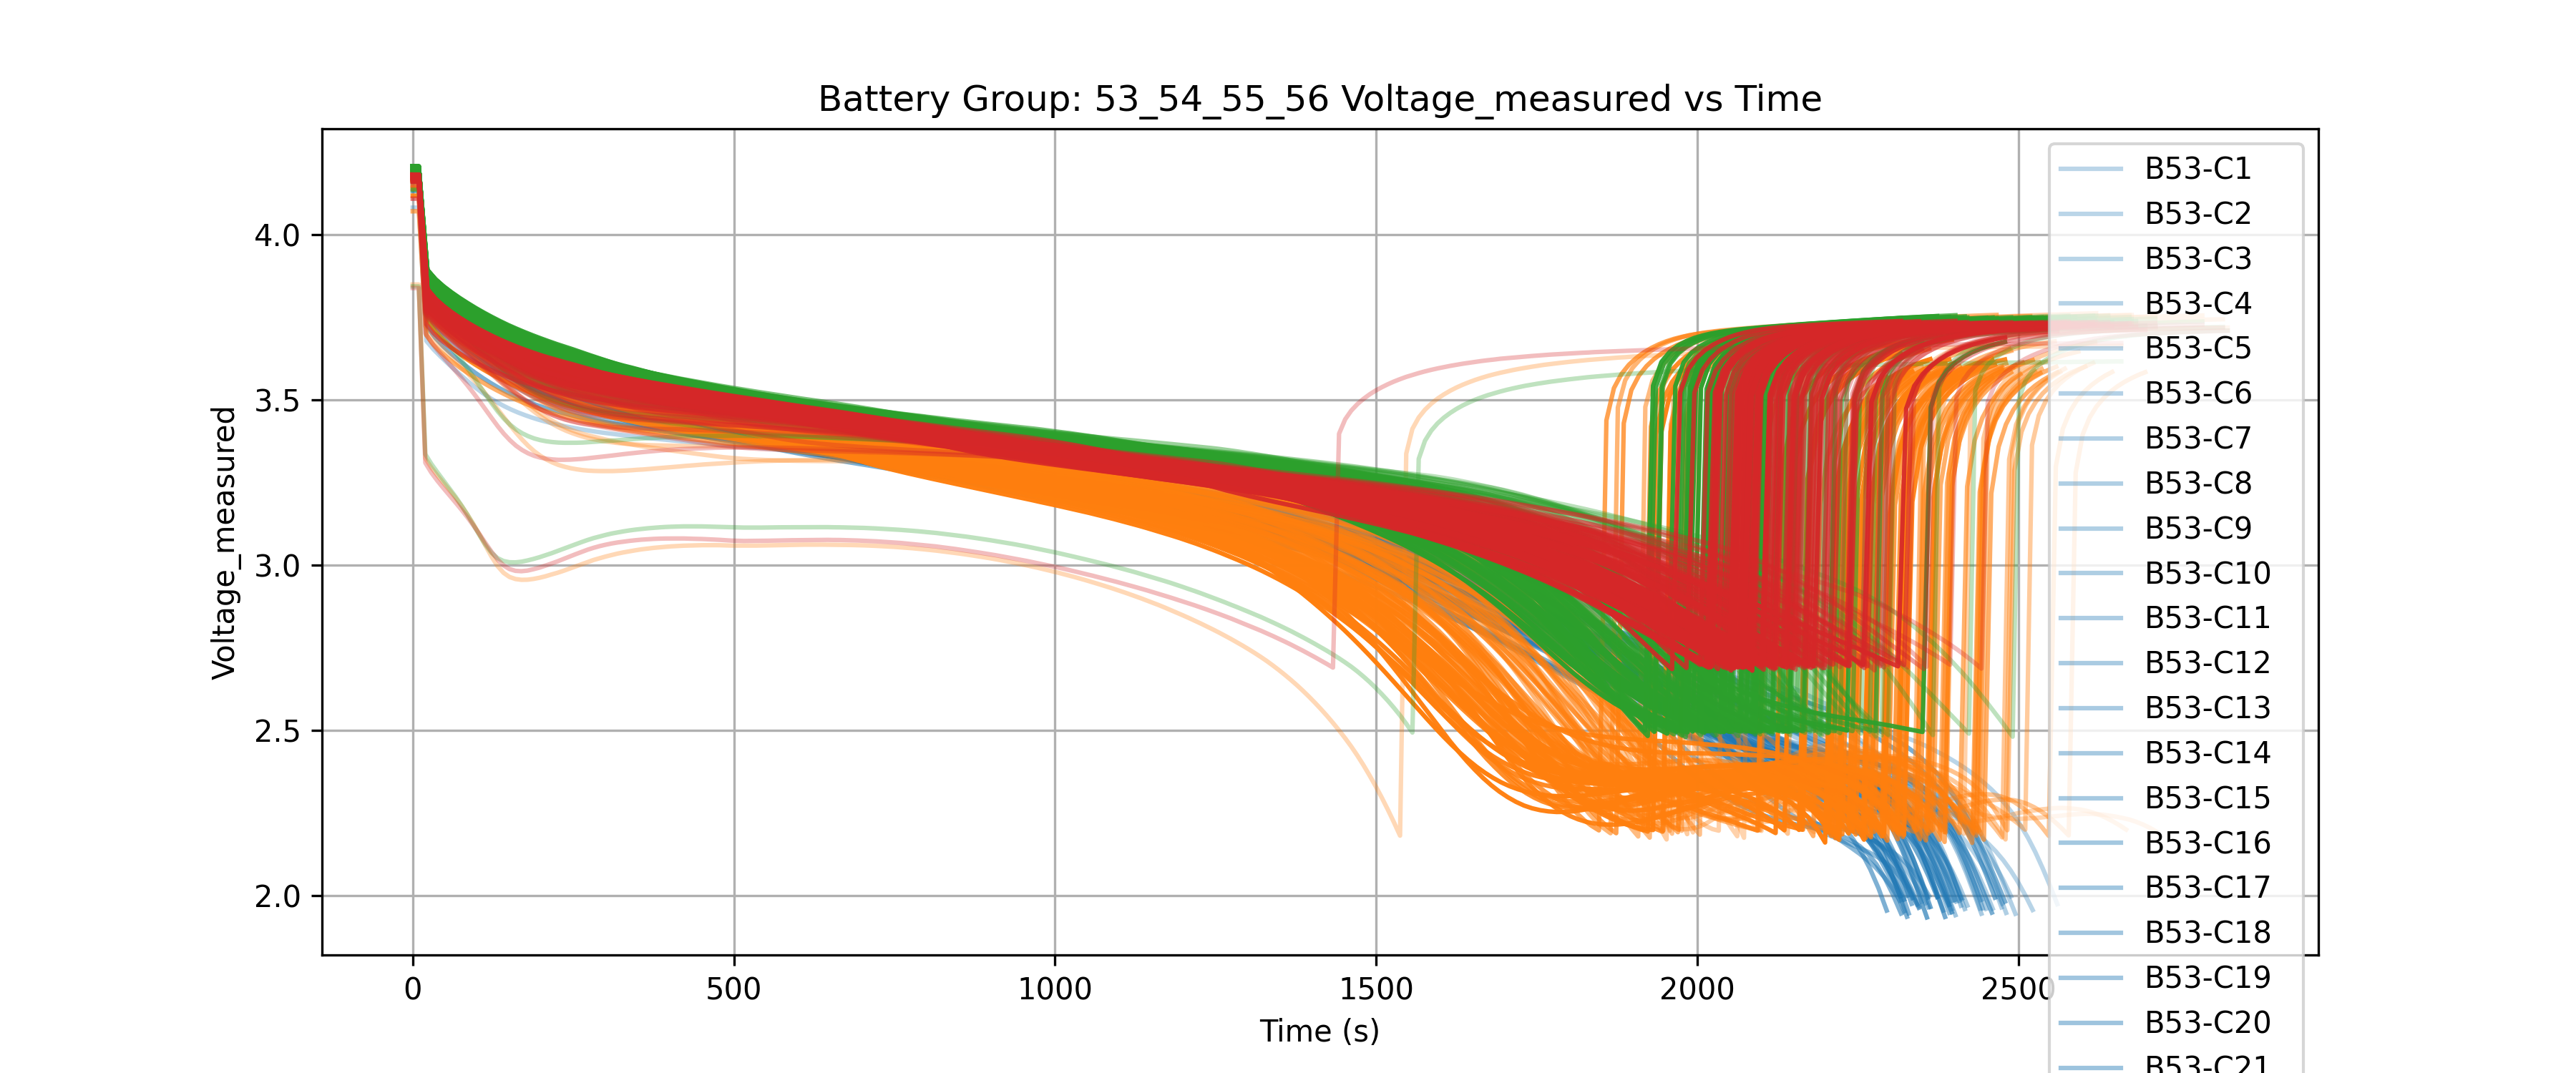 Battery Group: 53_54_55_56 Voltage_measured vs Time
Voltage_measured
4.0
3.5
3.0
2.5
2.0
0
500
1000
1500
2000
2500
Time (s)
B53-C1
B53-C2
B53-C3
B53-C4
B53-C5
B53-C6
B53-C7
B53-C8
B53-C9
B53-C10
B53-C11
B53-C12
B53-C13
B53-C14
B53-C15
B53-C16
B53-C17
B53-C18
B53-C19
B53-C20
B53-C21